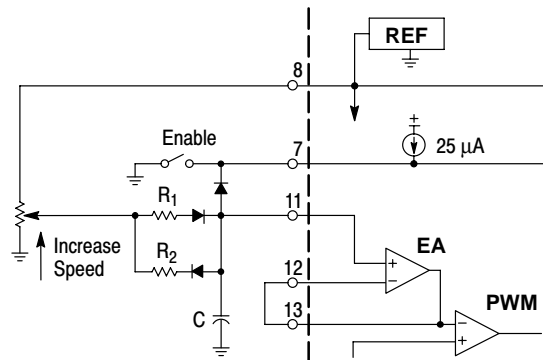 REF
8
Enable
7
+
25 μA
R1
11
Increase
Speed
EA
+
R2
12
−
PWM
13
−
C
+